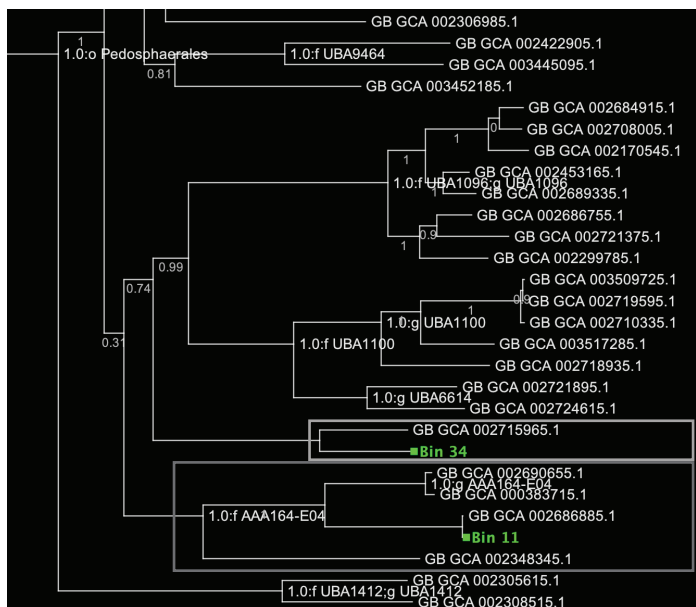 GB GCA 002306985.1
1
1.0:o Pedosphaerales
GB GCA 002422905.1
1.0:f UBA9464
GB GCA 003445095.1
0.81
GB GCA 003452185.1
GB GCA 002684915.1
0
GB GCA 002708005.1
1
GB GCA 002170545.1
1
GB GCA 002453165.1
1.0:f UBA1096;g UBA1096
1
GB GCA 002689335.1
GB GCA 002686755.1
0.9
GB GCA 002721375.1
1
GB GCA 002299785.1
0.99
GB GCA 003509725.1
0.74
0.9
GB GCA 002719595.1
1
GB GCA 002710335.1
1.0:g UBA1100
1
0.31
1.0:f UBA1100
GB GCA 003517285.1
GB GCA 002718935.1
GB GCA 002721895.1
1.0:g UBA6614
GB GCA 002724615.1
GB GCA 002715965.1
Bin 34
GB GCA 002690655.1
1.0:g AAA164-E04
GB GCA 000383715.1
1.0:f AAA164-E04
1
GB GCA 002686885.1
Bin 11
GB GCA 002348345.1
GB GCA 002305615.1
1.0:f UBA1412;g UBA1412
GB GCA 002308515.1